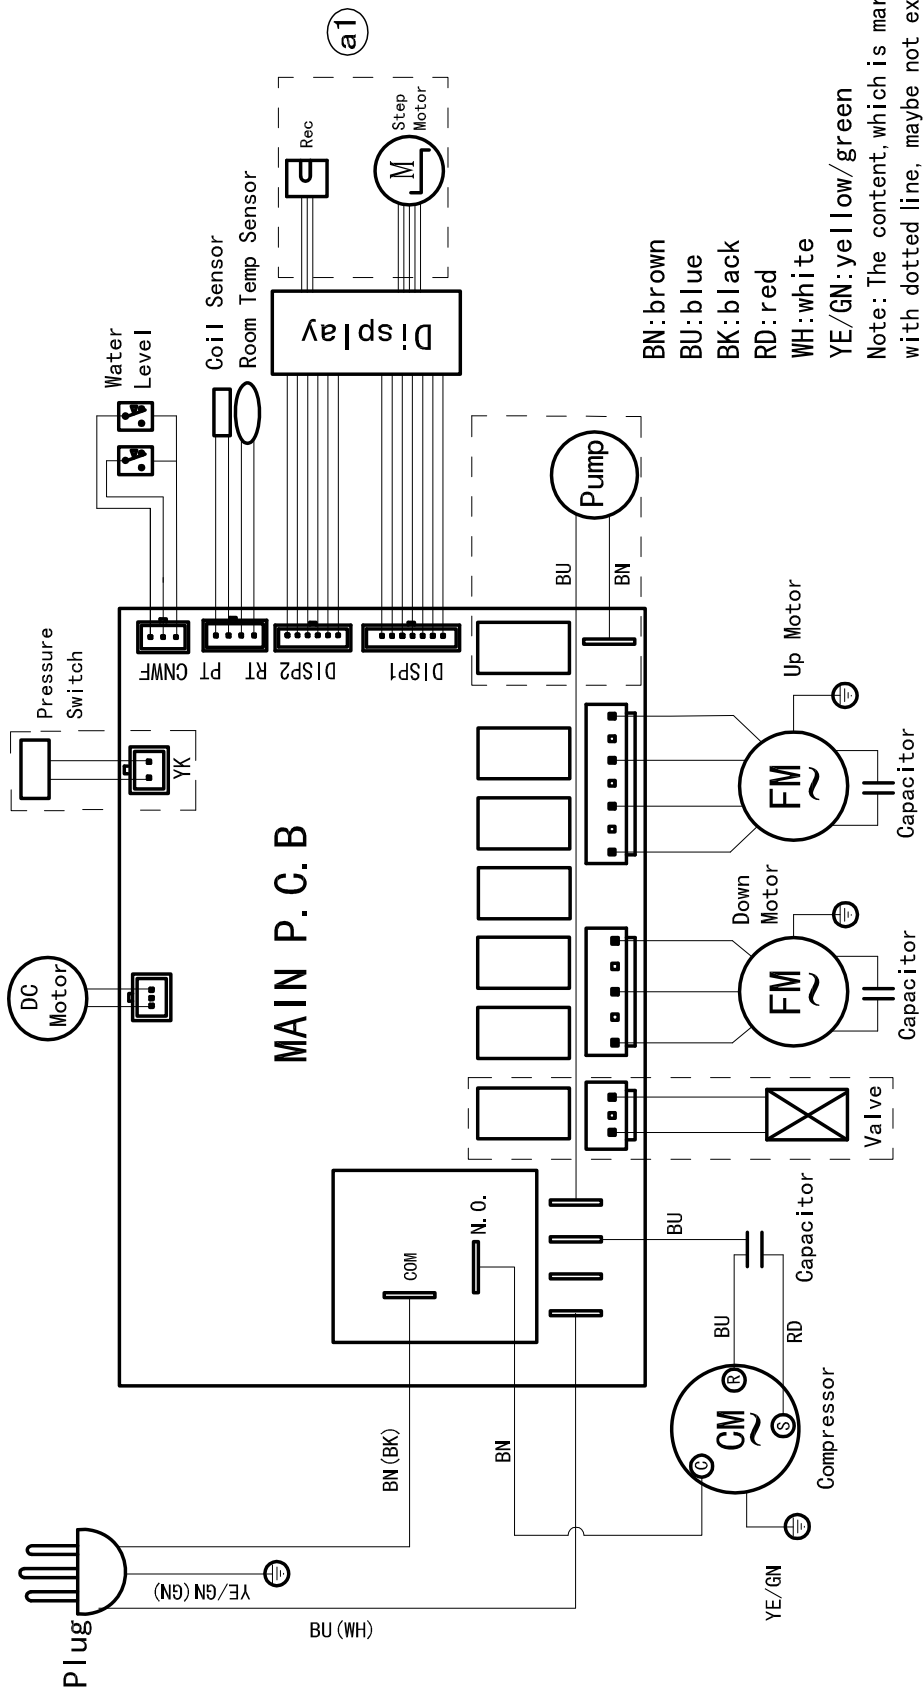 Plug
BU(WH)
YE/GN(GN)
BN(BK)
BN
YE/GN
Compressor
CM
~
C
R
S
BU
RD
Capacitor
BU
COM
N.O.
MAIN P.C.B
DC
Motor
Pressure
Switch
YK
Water
Level
CNWF
PT
RT
DISP2
DISP1
Coil Sensor
Room Temp Sensor
Display
Rec
M
Step
Motor
a1
Pump
BU
BN
Valve
Down
Motor
FM
~
Capacitor
Up Motor
FM
~
Capacitor
BN:brown
BU:blue
BK:black
RD:red
WH:white
YE/GN:yellow/green
Note: The content, which is mar
with dotted line, maybe not ex